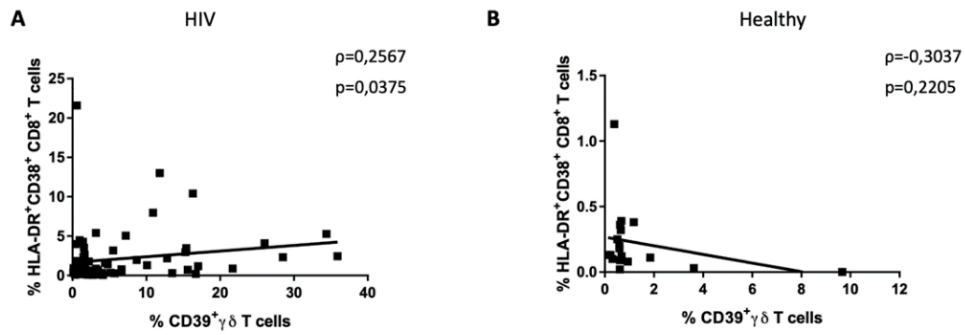 A
HIV
ρ=0,2567
p=0,0375
% HLA-DR⁺CD38⁺ CD8⁺ T cells
25
20
15
10
5
0
0 10 20 30 40
% CD39⁺γδ T cells
B
Healthy
ρ=-0,3037
p=0,2205
% HLA-DR⁺CD38⁺ CD8⁺ T cells
1.5
1.0
0.5
0.0
0 2 4 6 8 10 12
% CD39⁺γδ T cells